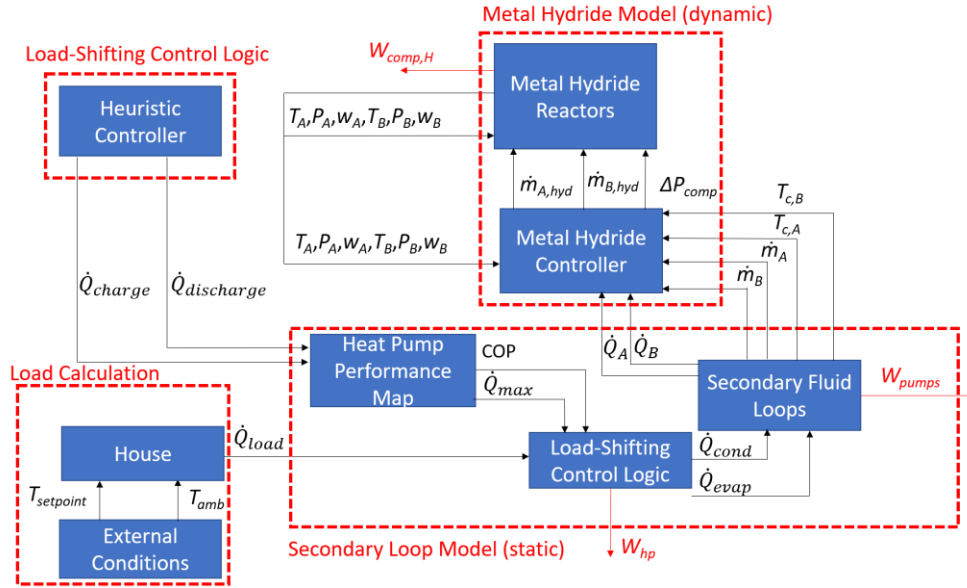 Metal Hydride Model (dynamic)
Load-Shifting Control Logic
W_comp,H
Heuristic
Controller
Metal Hydride
Reactors
T_A,P_A,w_A,T_B,P_B,w_B
ṁ_A,hyd
ṁ_B,hyd
ΔP_comp
T_c,B
T_c,A
ṁ_A
ṁ_B
T_A,P_A,w_A,T_B,P_B,w_B
Metal Hydride
Controller
Q̇_charge
Q̇_discharge
Load Calculation
Heat Pump
Performance
Map
COP
Q̇_max
Q̇_A
Q̇_B
Secondary Fluid
Loops
W_pumps
House
Q̇_load
Load-Shifting
Control Logic
Q̇_cond
Q̇_evap
T_setpoint
T_amb
External
Conditions
Secondary Loop Model (static)
W_hp